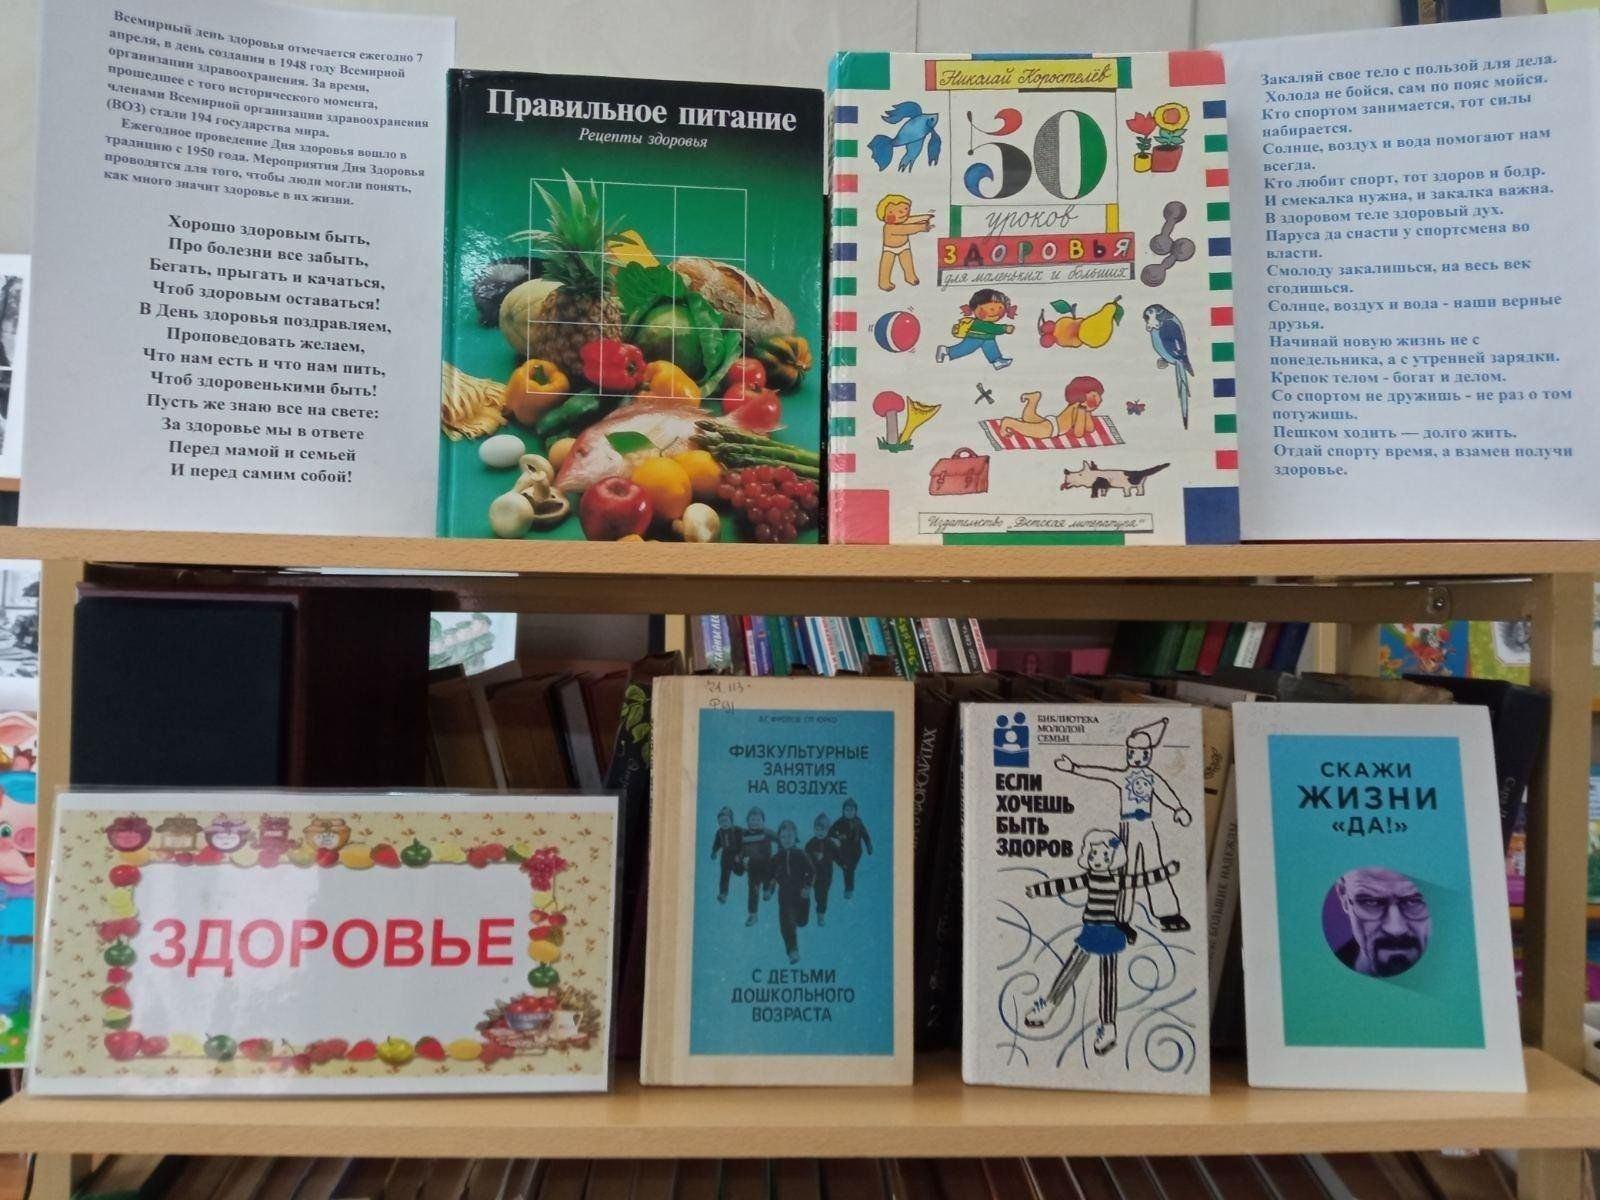 Всемирный день здоровья отмечается ежегодно 7
апреля, в день создания в 1948 году Всемирной
организации здравоохранения. За время,
прошедшее с того исторического момента,
членами Всемирной организации здравоохранения
(ВОЗ) стали 194 государства мира.
Ежегодное проведение Дня здоровья вошло в
традицию с 1950 года. Мероприятия Дня Здоровья
проводятся для того, чтобы люди могли понять,
как много значит здоровье в их жизни.
Хорошо здоровым быть,
Про болезни все забыть,
Бегать, прыгать и качаться,
Чтоб здоровым оставаться!
В День здоровья поздравляем,
Проповедовать желаем,
Что нам есть и что нам пить,
Чтоб здоровенькими быть!
Пусть же знаю все на свете:
За здоровье мы в ответе
Перед мамой и семьей
И перед самим собой!
Правильное питание
Рецепты здоровья
Николай Коростелёв
50
уроков
ЗДОРОВЬЯ
для маленьких и больших
Издательство „Детская литература"
Закаляй свое тело с пользой для дела.
Холода не бойся, сам по пояс мойся.
Кто спортом занимается, тот силы
набирается.
Солнце, воздух и вода помогают нам
всегда.
Кто любит спорт, тот здоров и бодр.
И смекалка нужна, и закалка важна.
В здоровом теле здоровый дух.
Паруса да снасти у спортсмена во
власти.
Смолоду закалишься, на весь век
сгодишься.
Солнце, воздух и вода - наши верные
друзья.
Начинай новую жизнь не с
понедельника, а с утренней зарядки.
Крепок телом - богат и делом.
Со спортом не дружишь - не раз о том
потужишь.
Пешком ходить — долго жить.
Отдай спорту время, а взамен получи
здоровье.
ЗДОРОВЬЕ
В.Г. ФРОЛОВ, Г.П. ЮРКО
ФИЗКУЛЬТУРНЫЕ
ЗАНЯТИЯ
НА ВОЗДУХЕ
С ДЕТЬМИ
ДОШКОЛЬНОГО
ВОЗРАСТА
БИБЛИОТЕКА
МОЛОДОЙ
СЕМЬИ
ЕСЛИ
ХОЧЕШЬ
БЫТЬ
ЗДОРОВ
БОЛЬШИЕ НАДЕЖДЫ
СКАЖИ
ЖИЗНИ
«ДА!»